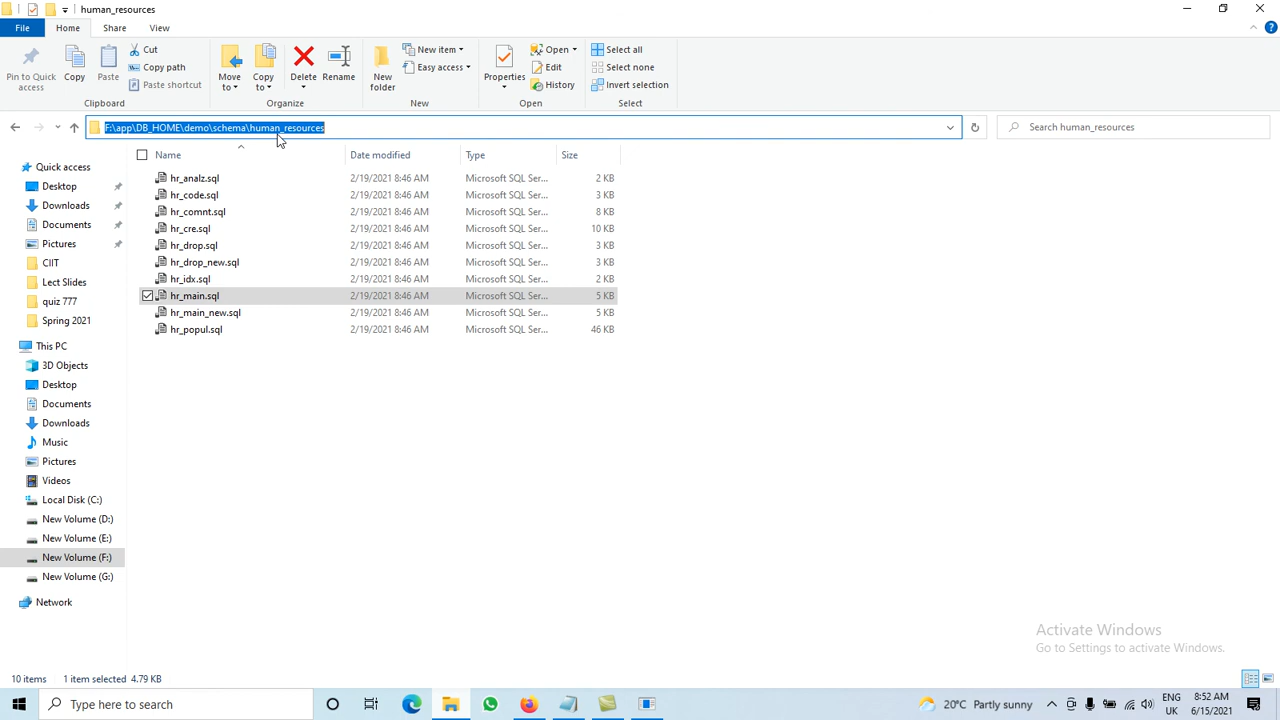 human_resources
File Home Share View
Pin to Quick access
Copy
Paste
Cut
Copy path
Paste shortcut
Move to
Copy to
Delete
Rename
New folder
New item
Easy access
Properties
Open
Edit
History
Select all
Select none
Invert selection
Clipboard Organize New Open Select
F:\app\DB_HOME\demo\schema\human_resources
Search human_resources
Quick access
Desktop
Downloads
Documents
Pictures
CIIT
Lect Slides
quiz 777
Spring 2021
This PC
3D Objects
Desktop
Documents
Downloads
Music
Pictures
Videos
Local Disk (C:)
New Volume (D:)
New Volume (E:)
New Volume (F:)
New Volume (G:)
Network
Name Date modified Type Size
hr_analz.sql 2/19/2021 8:46 AM Microsoft SQL Ser... 2 KB
hr_code.sql 2/19/2021 8:46 AM Microsoft SQL Ser... 3 KB
hr_comnt.sql 2/19/2021 8:46 AM Microsoft SQL Ser... 8 KB
hr_cre.sql 2/19/2021 8:46 AM Microsoft SQL Ser... 10 KB
hr_drop.sql 2/19/2021 8:46 AM Microsoft SQL Ser... 3 KB
hr_drop_new.sql 2/19/2021 8:46 AM Microsoft SQL Ser... 3 KB
hr_idx.sql 2/19/2021 8:46 AM Microsoft SQL Ser... 2 KB
hr_main.sql 2/19/2021 8:46 AM Microsoft SQL Ser... 5 KB
hr_main_new.sql 2/19/2021 8:46 AM Microsoft SQL Ser... 5 KB
hr_popul.sql 2/19/2021 8:46 AM Microsoft SQL Ser... 46 KB
Activate Windows
Go to Settings to activate Windows.
10 items 1 item selected 4.79 KB
Type here to search
20°C Partly sunny
ENG
UK
8:52 AM
6/15/2021